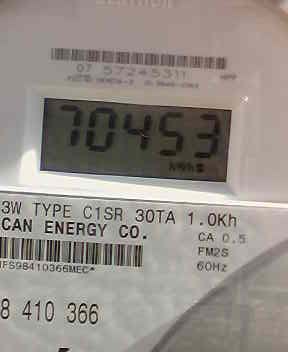 07 57245311
70453
3W TYPE C1SR 30TA 1.0Kh
CAN ENERGY CO.
CA 0.5
FM2S
IFS98410366MEC*
60Hz
8 410 366